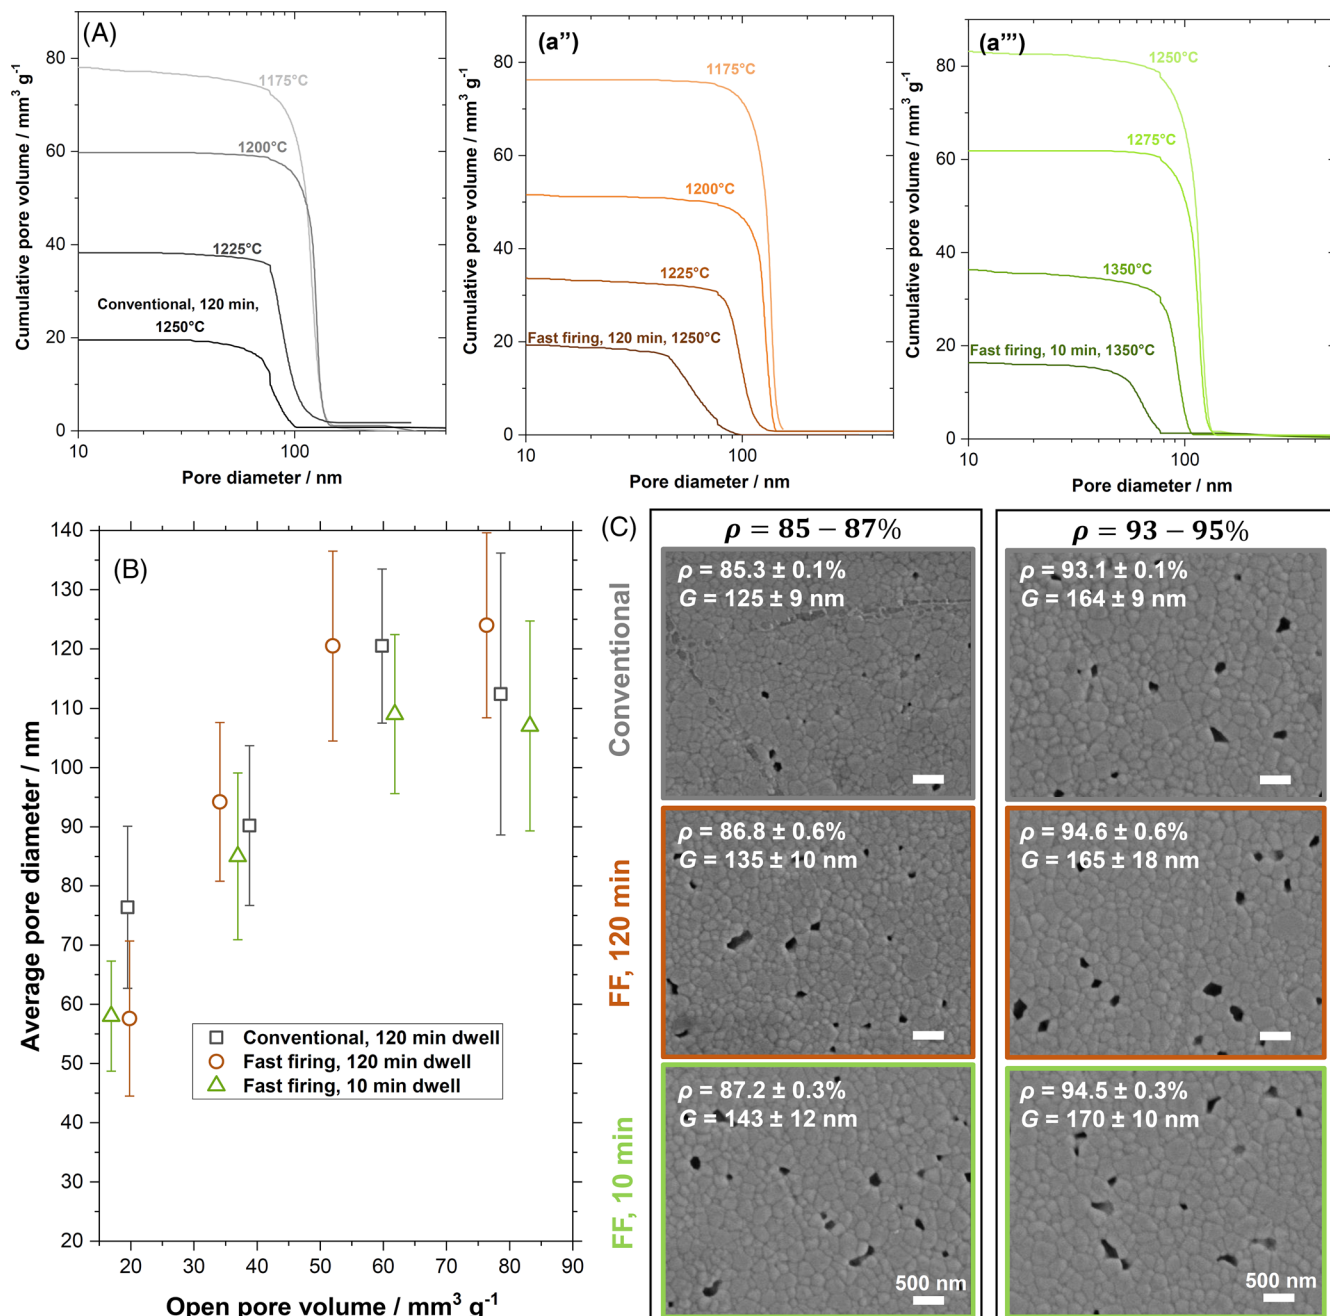 (A)
Cumulative pore volume / mm³ g⁻¹
80
60
40
20
0
1175°C
1200°C
1225°C
Conventional, 120 min,
1250°C
10
100
Pore diameter / nm
(a'')
Cumulative pore volume / mm³ g⁻¹
80
60
40
20
0
1175°C
1200°C
1225°C
Fast firing, 120 min, 1250°C
10
100
Pore diameter / nm
(a''')
Cumulative pore volume / mm³ g⁻¹
80
60
40
20
0
1250°C
1275°C
1350°C
Fast firing, 10 min, 1350°C
10
100
Pore diameter / nm
(B)
Average pore diameter / nm
140
130
120
110
100
90
80
70
60
50
40
30
20
Conventional, 120 min dwell
Fast firing, 120 min dwell
Fast firing, 10 min dwell
20 30 40 50 60 70 80 90
Open pore volume / mm³ g⁻¹
(C)
ρ = 85 – 87%
ρ = 93 – 95%
Conventional
ρ = 85.3 ± 0.1%
G = 125 ± 9 nm
ρ = 93.1 ± 0.1%
G = 164 ± 9 nm
FF, 120 min
ρ = 86.8 ± 0.6%
G = 135 ± 10 nm
ρ = 94.6 ± 0.6%
G = 165 ± 18 nm
FF, 10 min
ρ = 87.2 ± 0.3%
G = 143 ± 12 nm
500 nm
ρ = 94.5 ± 0.3%
G = 170 ± 10 nm
500 nm